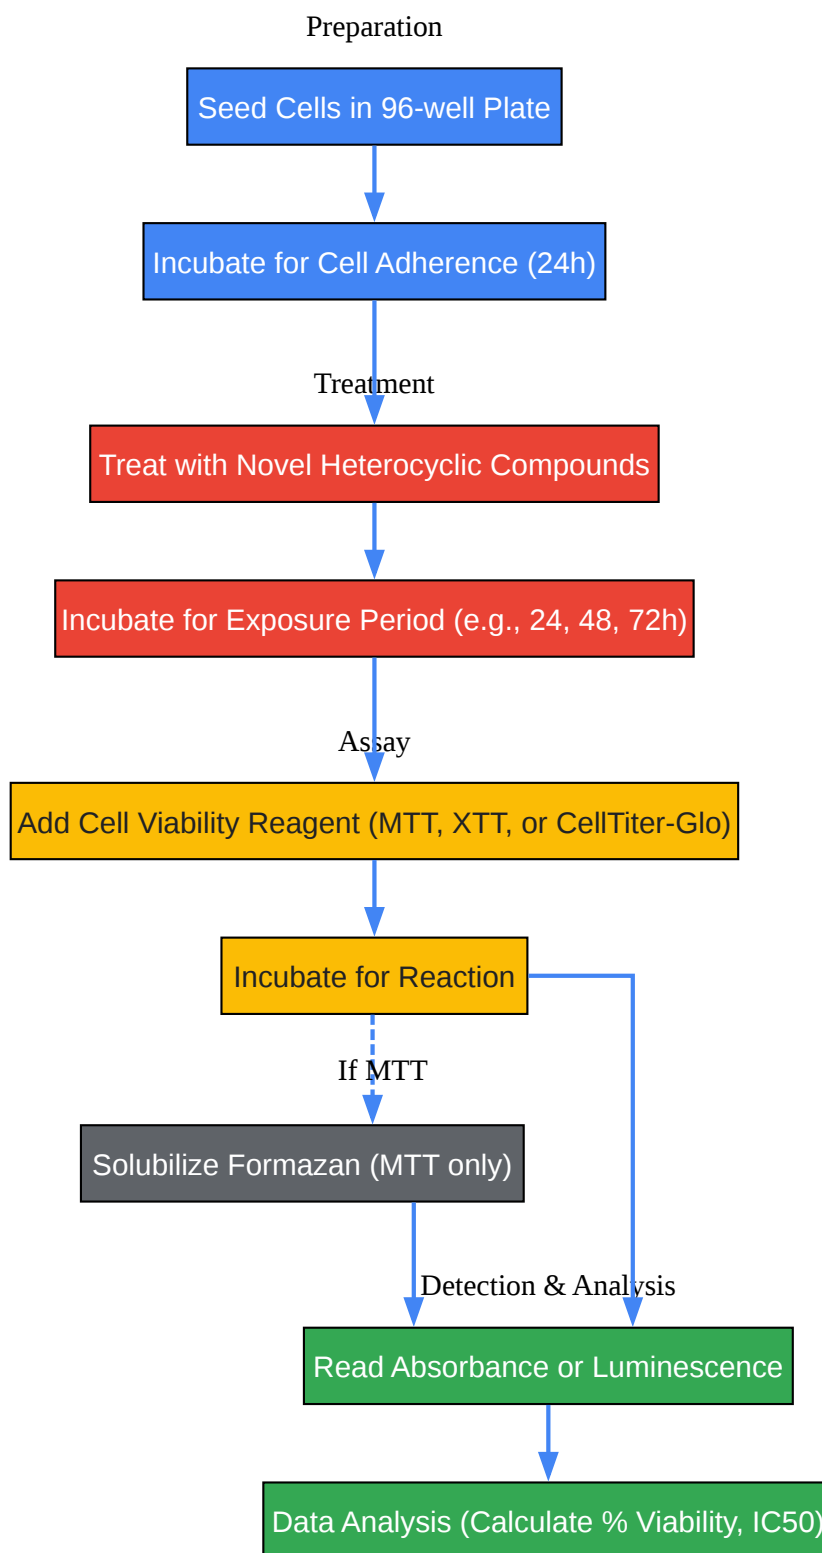 Preparation
Seed Cells in 96-well Plate
Incubate for Cell Adherence (24h)
Treatment
Treat with Novel Heterocyclic Compounds
Incubate for Exposure Period (e.g., 24, 48, 72h)
Assay
Add Cell Viability Reagent (MTT, XTT, or CellTiter-Glo)
Incubate for Reaction
If MTT
Solubilize Formazan (MTT only)
Detection & Analysis
Read Absorbance or Luminescence
Data Analysis (Calculate % Viability, IC50)